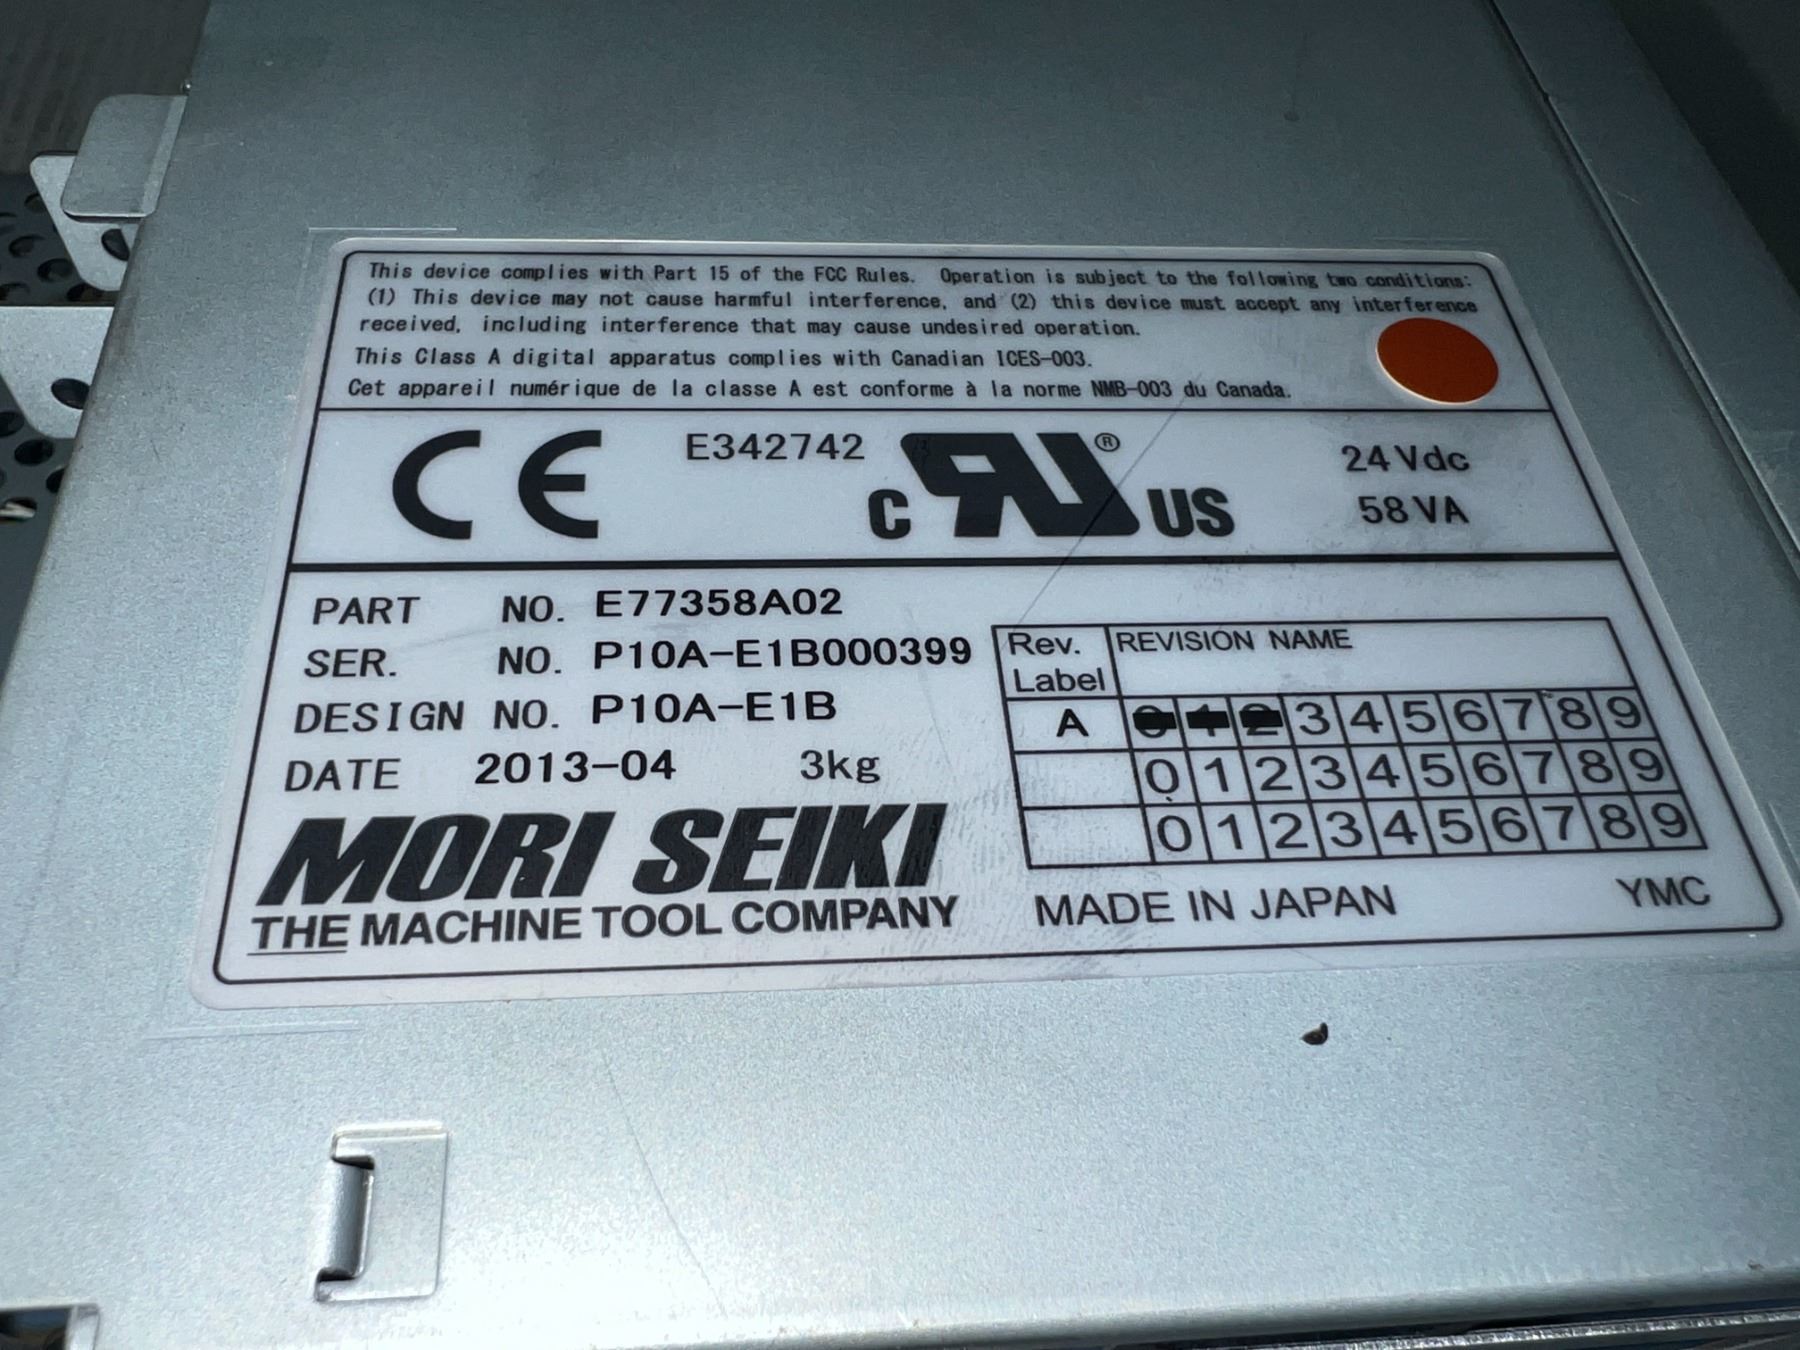 This device complies with Part 15 of the FCC Rules. Operation is subject to the following two conditions:
(1) This device may not cause harmful interference, and (2) this device must accept any interference
received, including interference that may cause undesired operation.
This Class A digital apparatus complies with Canadian ICES-003.
Cet appareil numérique de la classe A est conforme à la norme NMB-003 du Canada.
CE E342742 c RU ® US 24Vdc
58VA
PART NO. E77358A02
SER. NO. P10A-E1B000399
DESIGN NO. P10A-E1B
DATE 2013-04 3kg
MORI SEIKI
THE MACHINE TOOL COMPANY
Rev. Label REVISION NAME
A 0 1 2 3 4 5 6 7 8 9
0 1 2 3 4 5 6 7 8 9
0 1 2 3 4 5 6 7 8 9
MADE IN JAPAN YMC